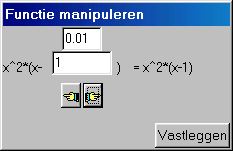 Functie manipuleren
0.01
x^2*(x- 1 ) = x^2*(x-1)
Vastleggen